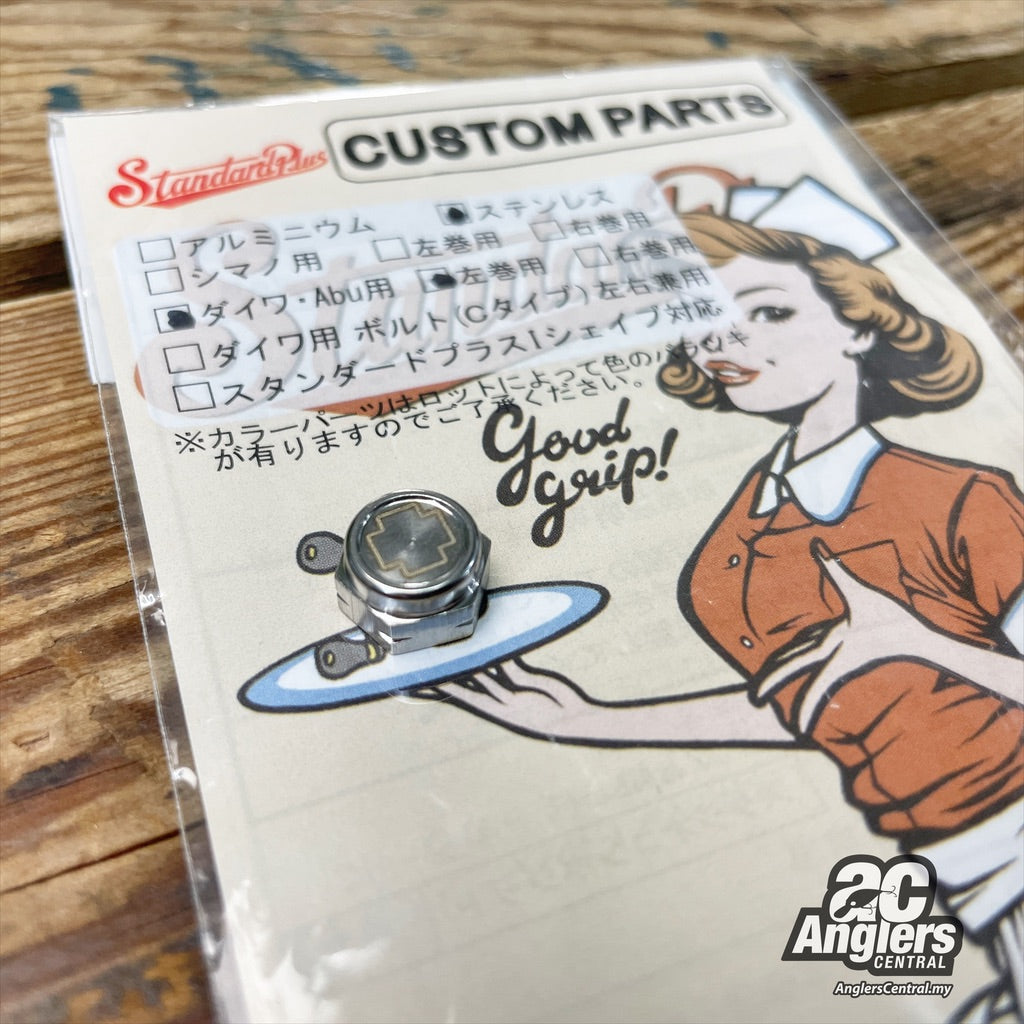 StandardPlus CUSTOM PARTS
□アルミニウム ■ステンレス
□シマノ用 □左巻用 □右巻用
■ダイワ・Abu用 ■左巻用 □右巻用
□ダイワ用 ボルト(Cタイプ)左右兼用
□スタンダードプラスIシェイプ対応
※カラーパーツはロットによって色のバラツキ
が有りますのでご了承ください。
Good
grip!
ac
Anglers
CENTRAL
AnglersCentral.my